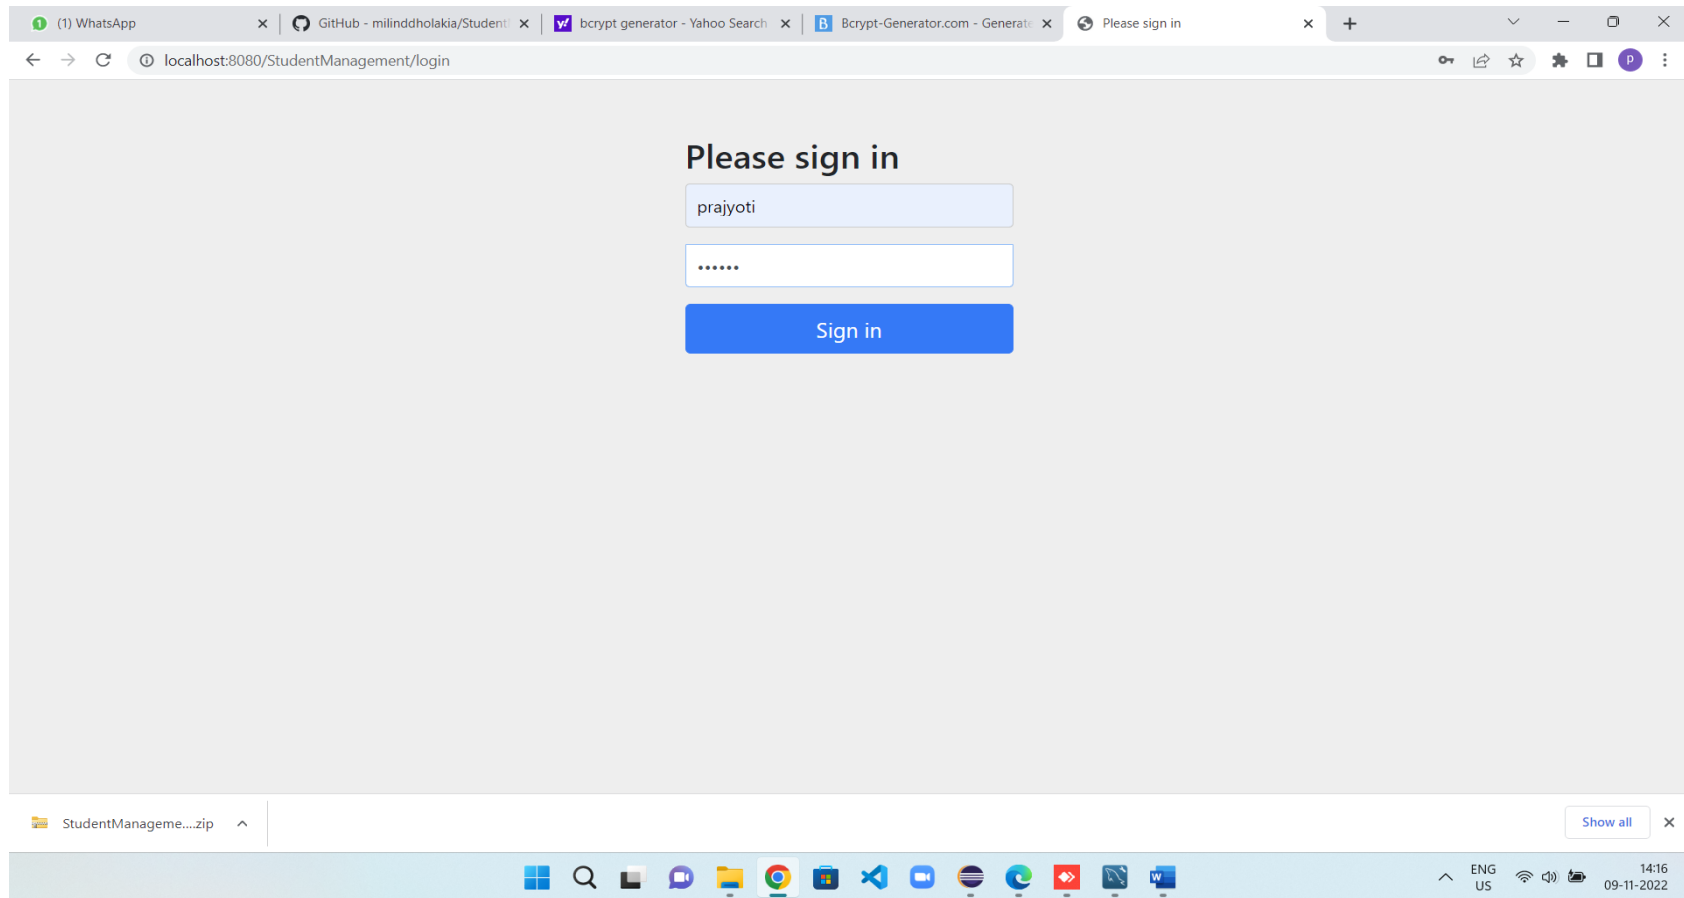 (1) WhatsApp
GitHub - milinddholakia/Student
bcrypt generator - Yahoo Search
Bcrypt-Generator.com - Generate
Please sign in
localhost:8080/StudentManagement/login
P
Please sign in
prajyoti
••••••
Sign in
StudentManageme....zip
Show all
ENG
US
14:16
09-11-2022